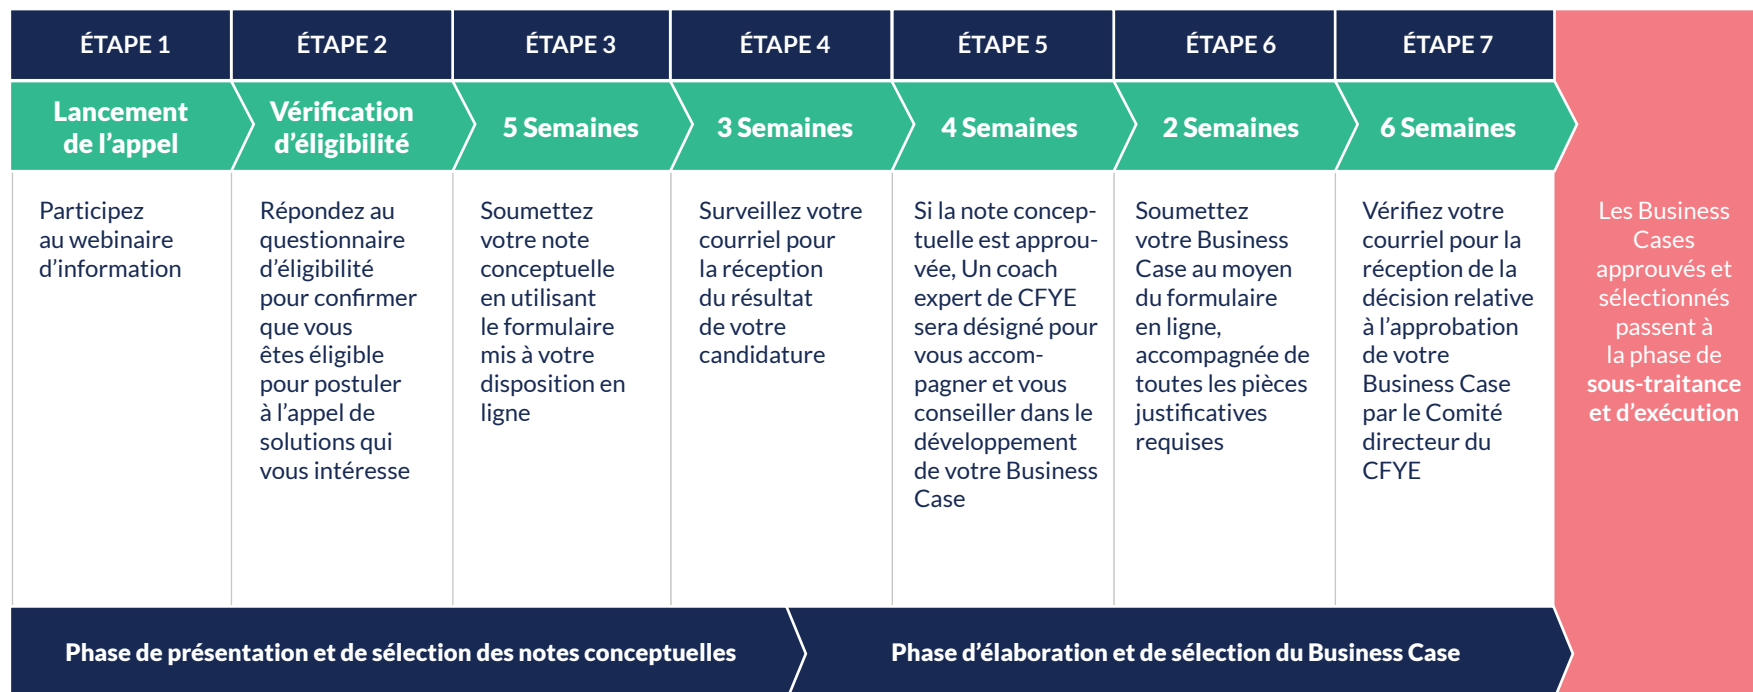 ÉTAPE 1
ÉTAPE 2
ÉTAPE 3
ÉTAPE 4
ÉTAPE 5
ÉTAPE 6
ÉTAPE 7
Lancement
de l’appel
Vérification
d’éligibilité
5 Semaines
3 Semaines
4 Semaines
2 Semaines
6 Semaines
Participez
au webinaire
d’information
Répondez au
questionnaire
d’éligibilité
pour confirmer
que vous
êtes éligible
pour postuler
à l’appel de
solutions qui
vous intéresse
Soumettez
votre note
conceptuelle
en utilisant
le formulaire
mis à votre
disposition en
ligne
Surveillez votre
courriel pour
la réception
du résultat
de votre
candidature
Si la note concep-
tuelle est approu-
vée, Un coach
expert de CFYE
sera désigné pour
vous accom-
pagner et vous
conseiller dans le
développement
de votre Business
Case
Soumettez
votre Business
Case au moyen
du formulaire
en ligne,
accompagnée de
toutes les pièces
justificatives
requises
Vérifiez votre
courriel pour la
réception de la
décision relative
à l’approbation
de votre
Business Case
par le Comité
directeur du
CFYE
Les Business
Cases
approuvés et
sélectionnés
passent à
la phase de
sous-traitance
et d’exécution
Phase de présentation et de sélection des notes conceptuelles
Phase d’élaboration et de sélection du Business Case